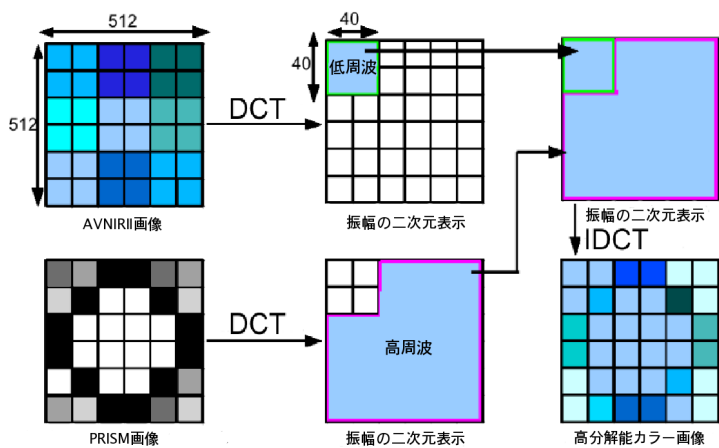 512
512
DCT
AVNIRII画像
40
40
低周波
振幅の二次元表示
振幅の二次元表示
IDCT
DCT
PRISM画像
高周波
振幅の二次元表示
高分解能カラー画像